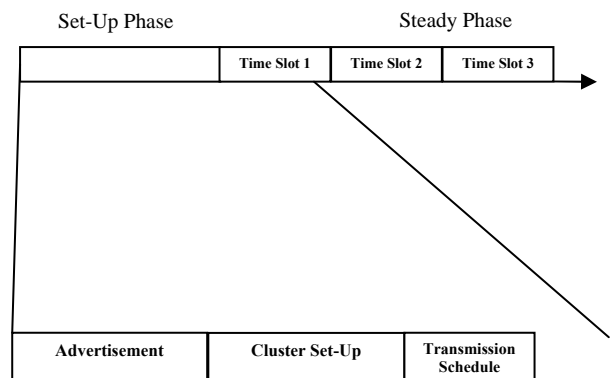 Set-Up Phase
Steady Phase
Time Slot 1
Time Slot 2
Time Slot 3
Advertisement
Cluster Set-Up
Transmission
Schedule